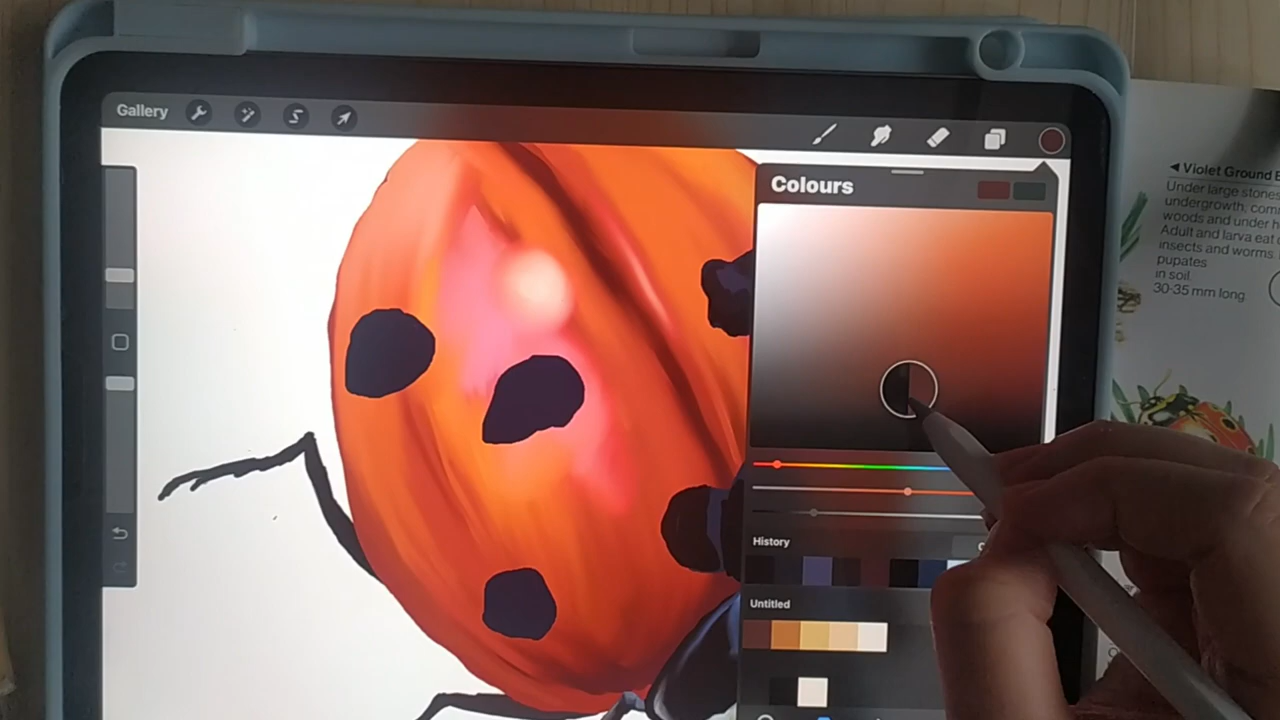 Gallery
Colours
History
Untitled
◄ Violet Ground
Under large stones
undergrowth,
woods and under
Adult and larva eat
insects and worms.
pupates
in soil.
30-35 mm long